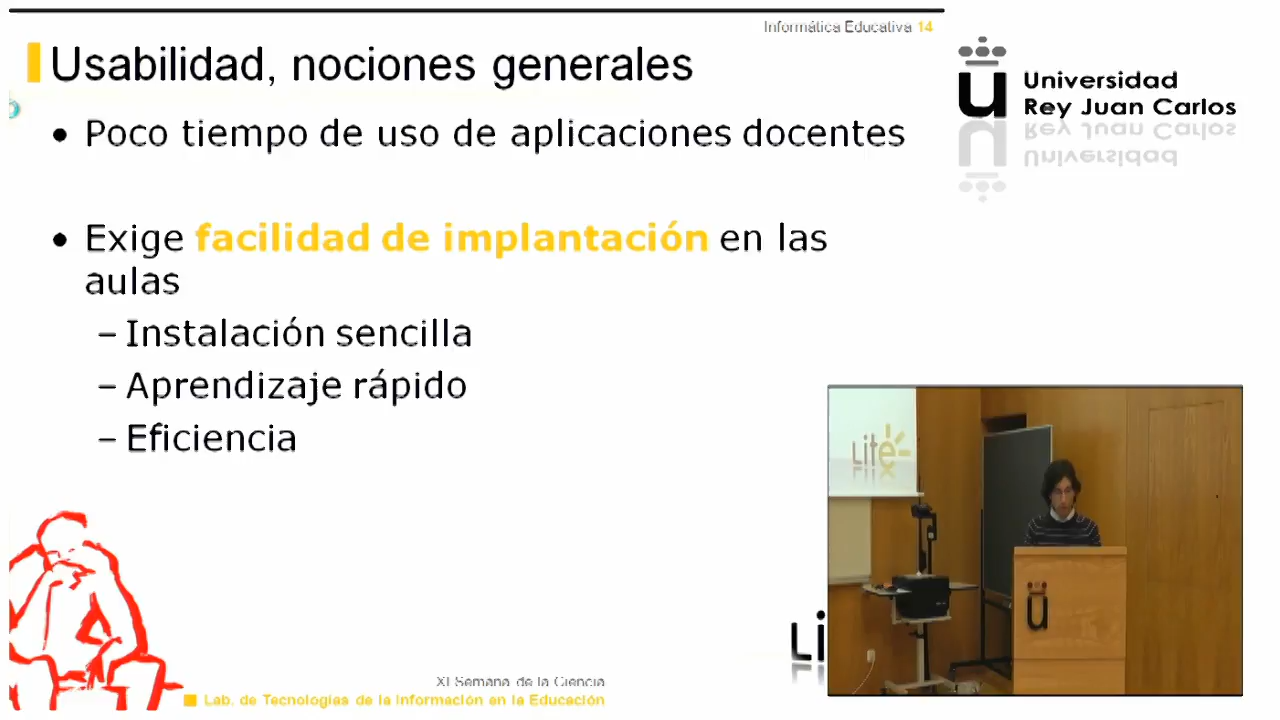 Informática Educativa 14
Usabilidad, nociones generales
Universidad
Rey Juan Carlos
• Poco tiempo de uso de aplicaciones docentes
• Exige facilidad de implantación en las
aulas
– Instalación sencilla
– Aprendizaje rápido
– Eficiencia
Lite
u
Li
XI Semana de la Ciencia
Lab. de Tecnologías de la Información en la Educación